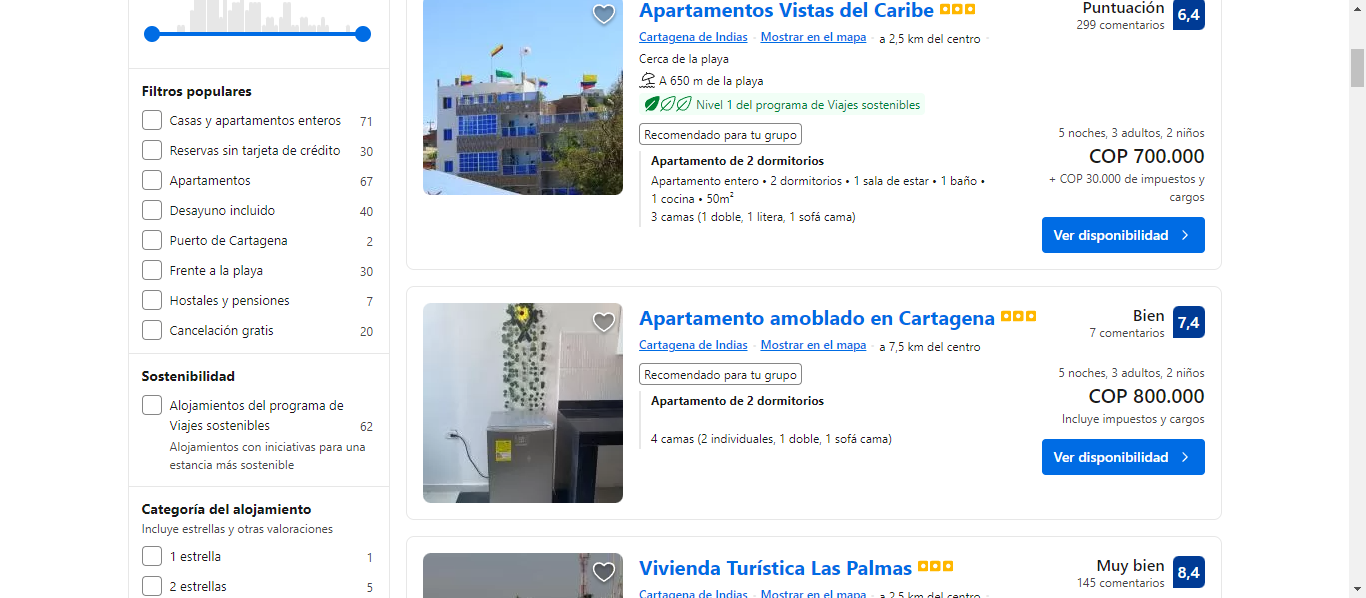 Filtros populares
Casas y apartamentos enteros 71
Reservas sin tarjeta de crédito 30
Apartamentos 67
Desayuno incluido 40
Puerto de Cartagena 2
Frente a la playa 30
Hostales y pensiones 7
Cancelación gratis 20
Sostenibilidad
Alojamientos del programa de
Viajes sostenibles 62
Alojamientos con iniciativas para una
estancia más sostenible
Categoría del alojamiento
Incluye estrellas y otras valoraciones
1 estrella 1
2 estrellas 5
Apartamentos Vistas del Caribe
Puntuación
299 comentarios
6,4
Cartagena de Indias · Mostrar en el mapa · a 2,5 km del centro ·
Cerca de la playa
A 650 m de la playa
Nivel 1 del programa de Viajes sostenibles
Recomendado para tu grupo
Apartamento de 2 dormitorios
Apartamento entero • 2 dormitorios • 1 sala de estar • 1 baño •
1 cocina • 50m²
3 camas (1 doble, 1 litera, 1 sofá cama)
5 noches, 3 adultos, 2 niños
COP 700.000
+ COP 30.000 de impuestos y
cargos
Ver disponibilidad
Apartamento amoblado en Cartagena
Bien
7 comentarios
7,4
Cartagena de Indias · Mostrar en el mapa · a 7,5 km del centro
Recomendado para tu grupo
Apartamento de 2 dormitorios
4 camas (2 individuales, 1 doble, 1 sofá cama)
5 noches, 3 adultos, 2 niños
COP 800.000
Incluye impuestos y cargos
Ver disponibilidad
Vivienda Turística Las Palmas
Muy bien
145 comentarios
8,4
Cartagena de Indias · Mostrar en el mapa · a 2,5 km del centro ·